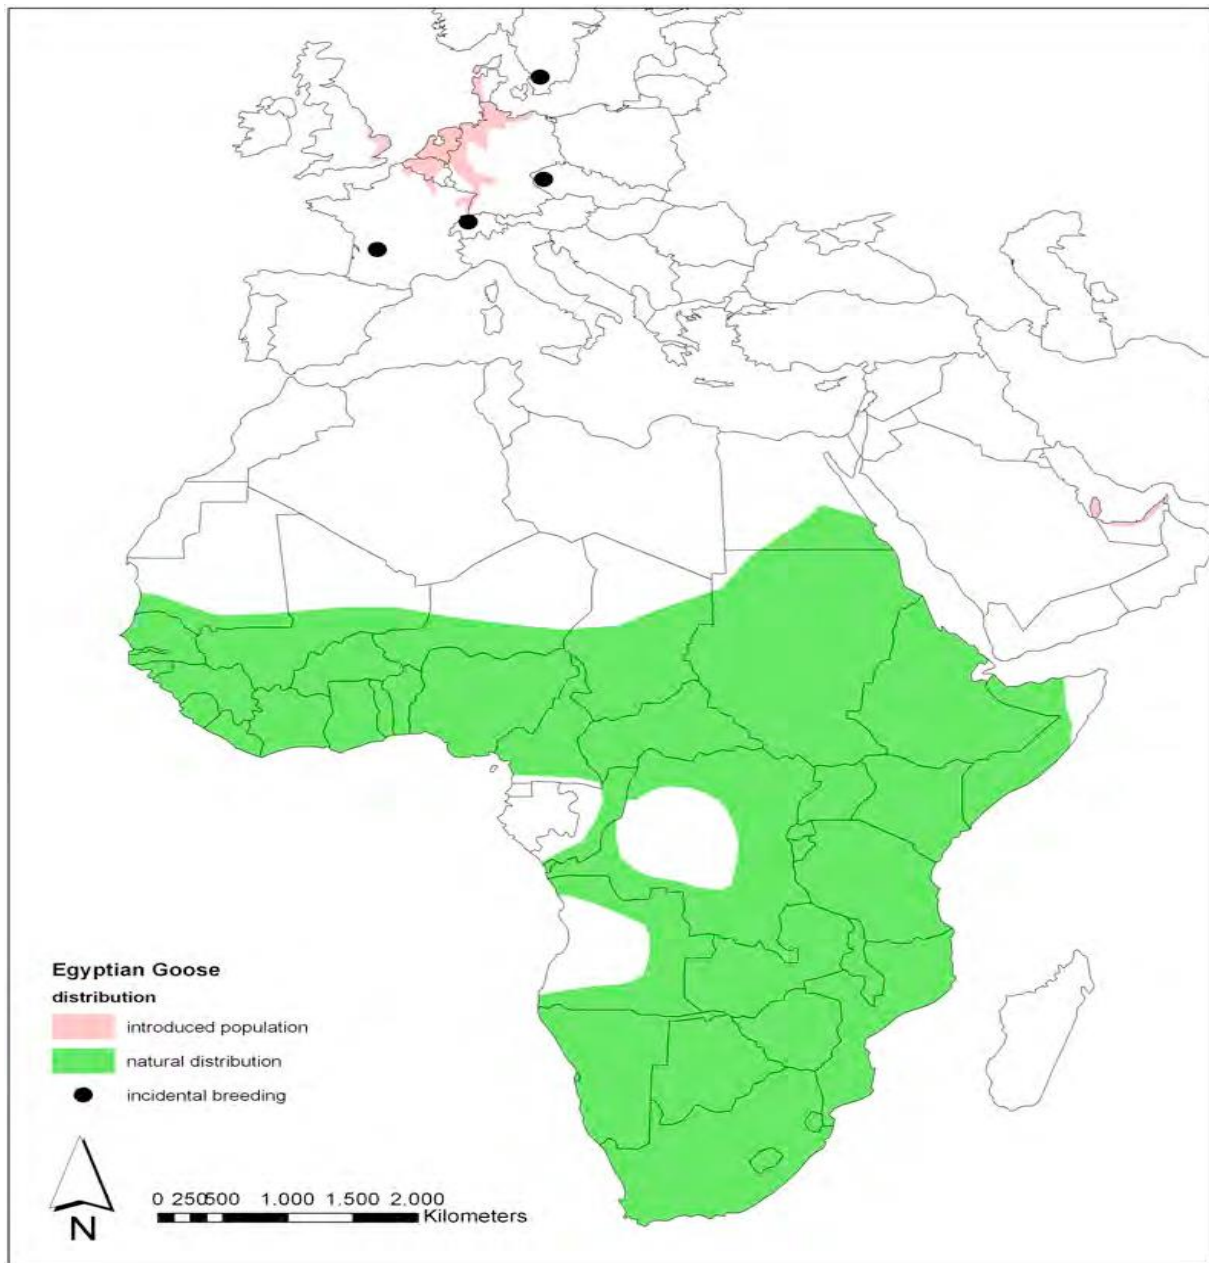 Egyptian Goose
distribution
introduced population
natural distribution
incidental breeding
N
0 250500 1.000 1.500 2.000
Kilometers